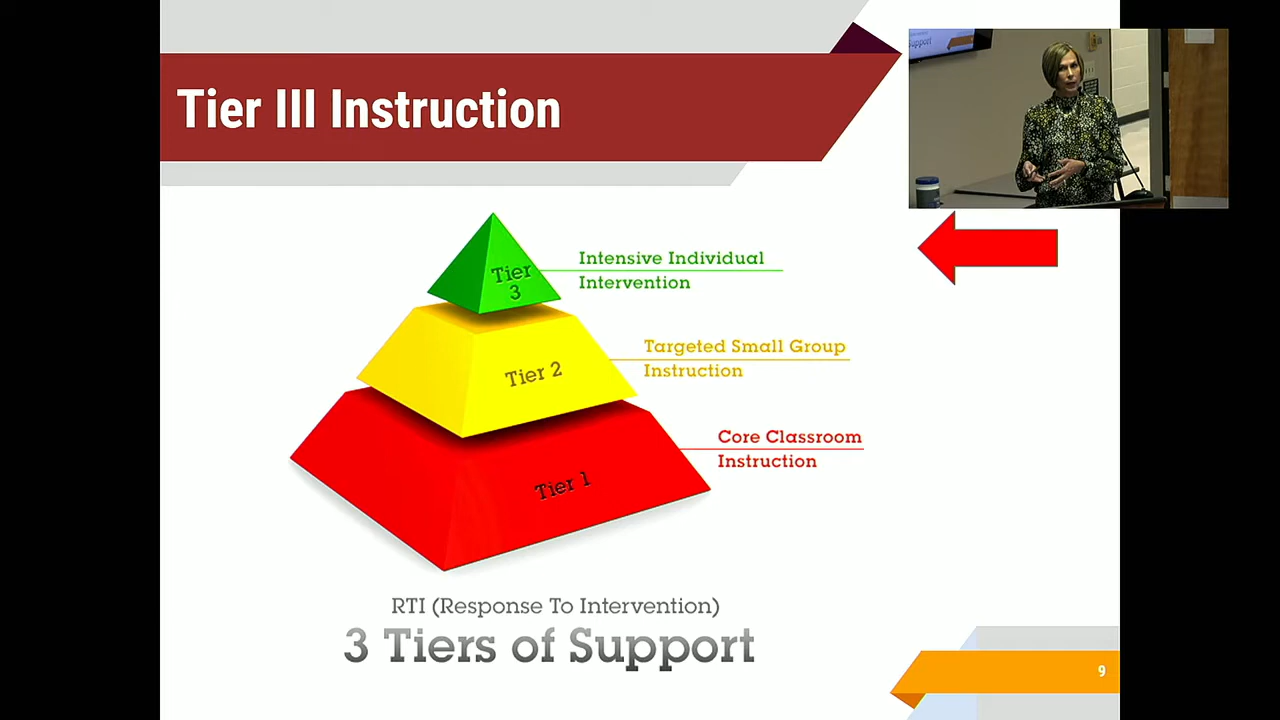 Tier III Instruction
Support
Tier
3
Intensive Individual
Intervention
Tier 2
Targeted Small Group
Instruction
Tier 1
Core Classroom
Instruction
RTI (Response To Intervention)
3 Tiers of Support
9